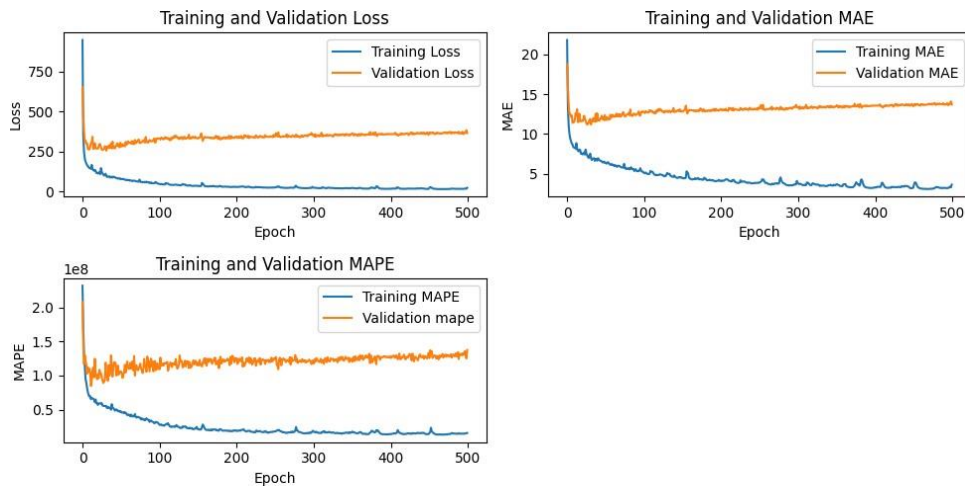 Training and Validation Loss
Training Loss
Validation Loss
750
500
250
0
Loss
0 100 200 300 400 500
Epoch
Training and Validation MAE
Training MAE
Validation MAE
20
15
10
5
MAE
0 100 200 300 400 500
Epoch
1e8
Training and Validation MAPE
Training MAPE
Validation mape
2.0
1.5
1.0
0.5
MAPE
0 100 200 300 400 500
Epoch